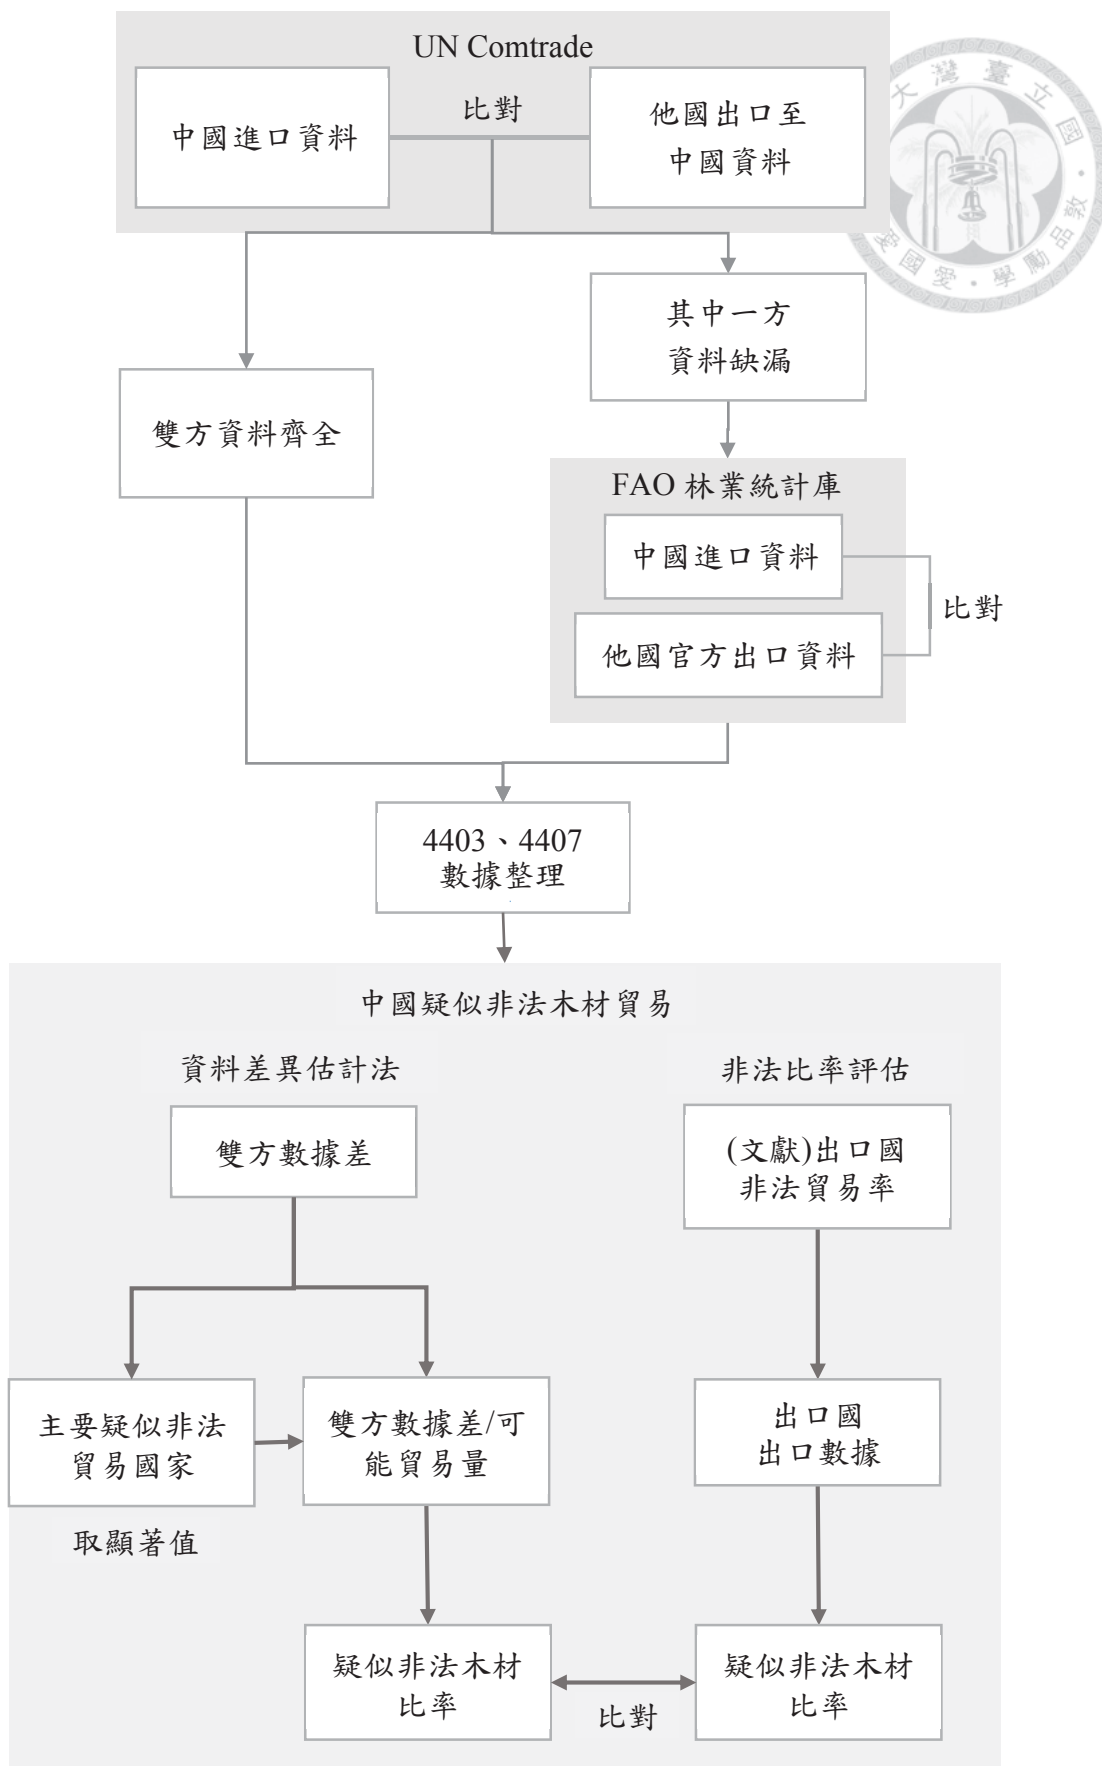 UN Comtrade
中國進口資料
比對
他國出口至
中國資料
其中一方
資料缺漏
雙方資料齊全
FAO 林業統計庫
中國進口資料
比對
他國官方出口資料
4403、4407
數據整理
中國疑似非法木材貿易
資料差異估計法
非法比率評估
雙方數據差
(文獻)出口國
非法貿易率
主要疑似非法
貿易國家
雙方數據差/可
能貿易量
出口國
出口數據
取顯著值
疑似非法木材
比率
比對
疑似非法木材
比率